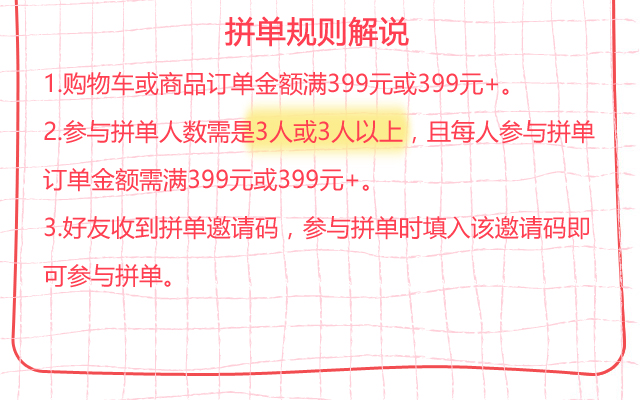 拼单规则解说
1.购物车或商品订单金额满399元或399元+。
2.参与拼单人数需是3人或3人以上，且每人参与拼单
订单金额需满399元或399元+。
3.好友收到拼单邀请码，参与拼单时填入该邀请码即
可参与拼单。